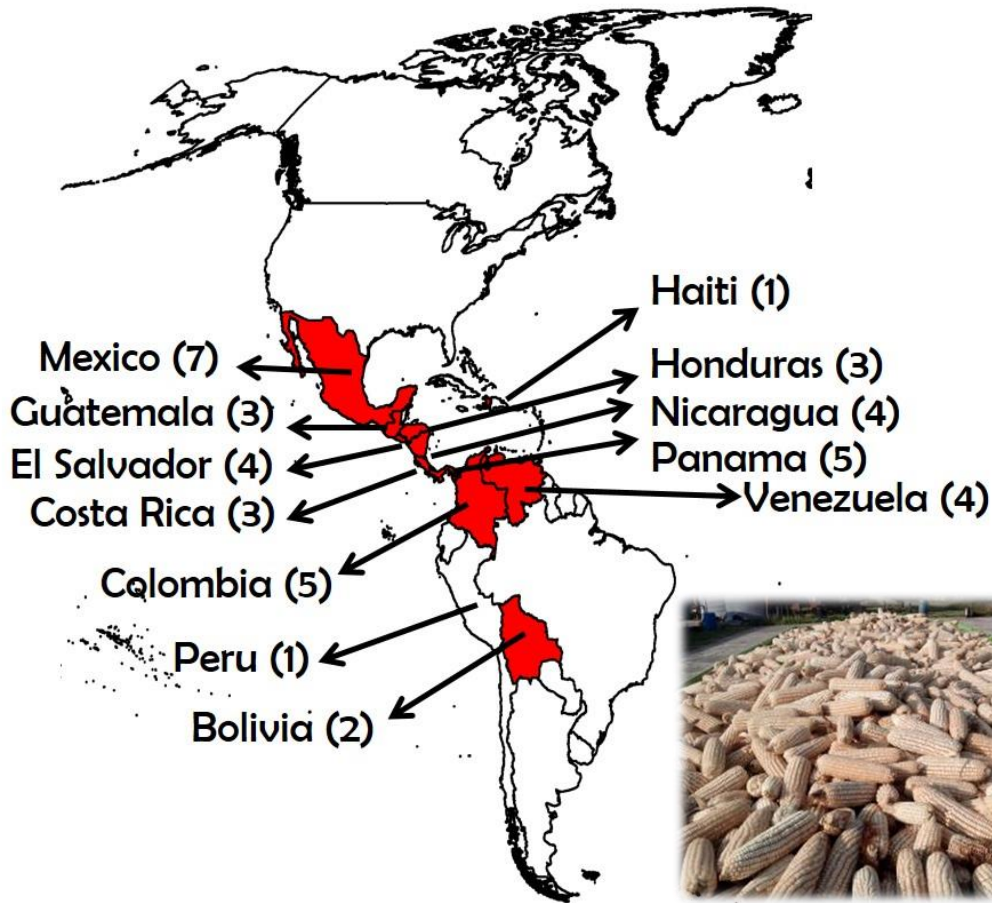 Haiti (1)
Mexico (7)
Honduras (3)
Guatemala (3)
Nicaragua (4)
El Salvador (4)
Panama (5)
Costa Rica (3)
Venezuela (4)
Colombia (5)
Peru (1)
Bolivia (2)